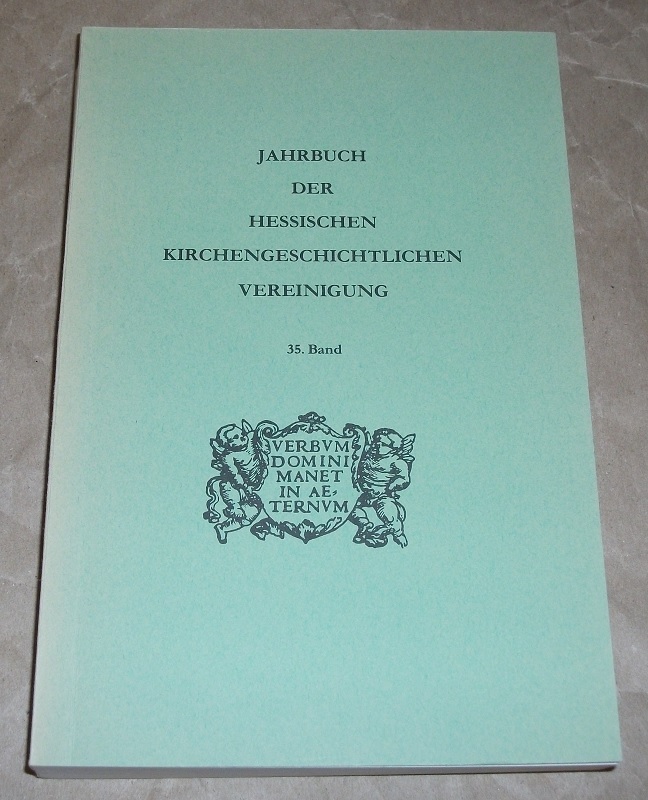 JAHRBUCH
DER
HESSISCHEN
KIRCHENGESCHICHTLICHEN
VEREINIGUNG
35. Band
VERBVM
DOMINI
MANET
IN AE⸗
TERNVM